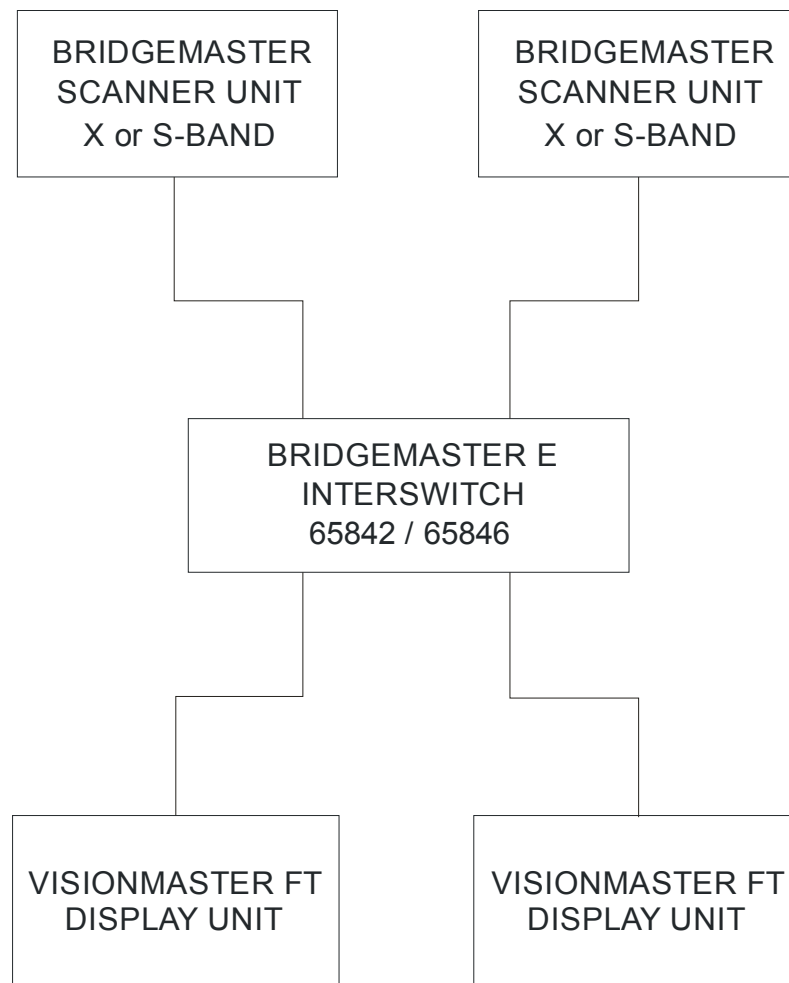 BRIDGEMASTER
SCANNER UNIT
X or S-BAND
BRIDGEMASTER
SCANNER UNIT
X or S-BAND
BRIDGEMASTER E
INTERSWITCH
65842 / 65846
VISIONMASTER FT
DISPLAY UNIT
VISIONMASTER FT
DISPLAY UNIT